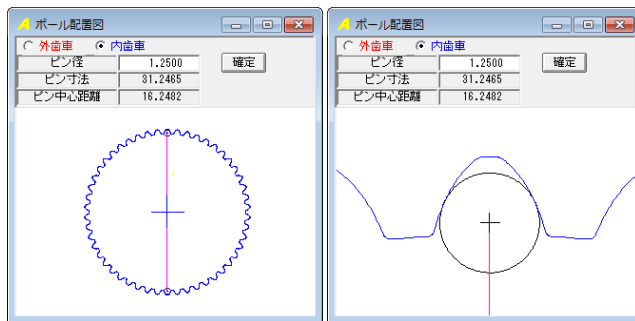 ボール配置図
外歯車 内歯車
ピン径 1.2500 確定
ピン寸法 31.2465
ピン中心距離 16.2482
ボール配置図
外歯車 内歯車
ピン径 1.2500 確定
ピン寸法 31.2465
ピン中心距離 16.2482